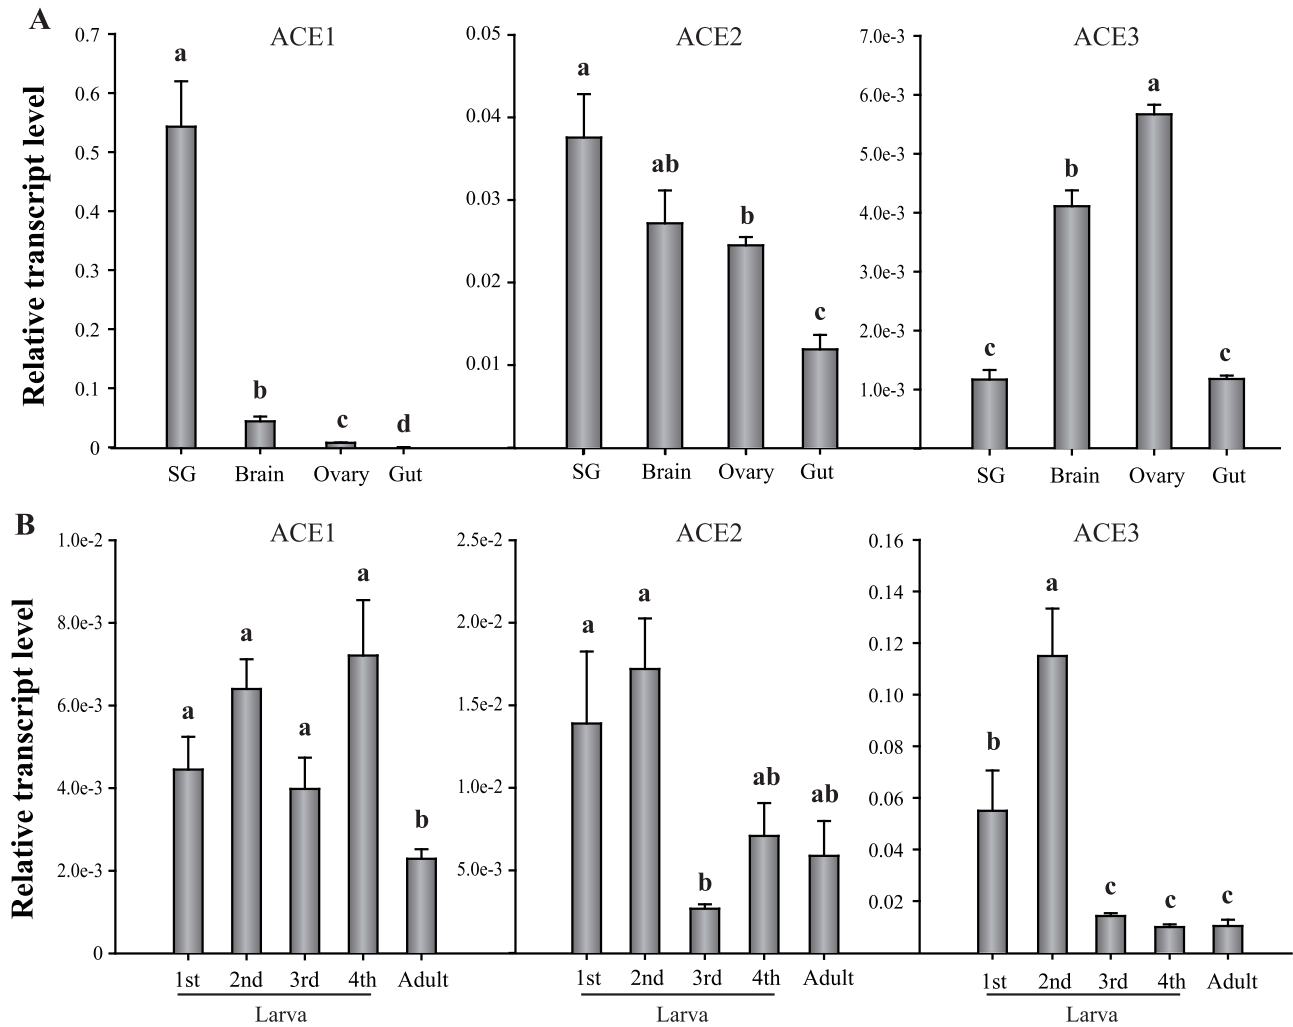 A
ACE1
ACE2
ACE3
Relative transcript level
0.7
0.6
0.5
0.4
0.3
0.2
0.1
0
a
b
c
d
SG
Brain
Ovary
Gut
0.05
0.04
0.03
0.02
0.01
a
ab
b
c
SG
Brain
Ovary
Gut
7.0e-3
6.0e-3
5.0e-3
4.0e-3
3.0e-3
2.0e-3
1.0e-3
c
b
a
c
SG
Brain
Ovary
Gut
B
ACE1
ACE2
ACE3
Relative transcript level
1.0e-2
8.0e-3
6.0e-3
4.0e-3
2.0e-3
0
a
a
a
a
b
1st
2nd
3rd
4th
Adult
Larva
2.5e-2
2.0e-2
1.5e-2
1.0e-2
5.0e-3
a
a
b
ab
ab
1st
2nd
3rd
4th
Adult
Larva
0.16
0.14
0.12
0.10
0.08
0.06
0.04
0.02
b
a
c
c
c
1st
2nd
3rd
4th
Adult
Larva